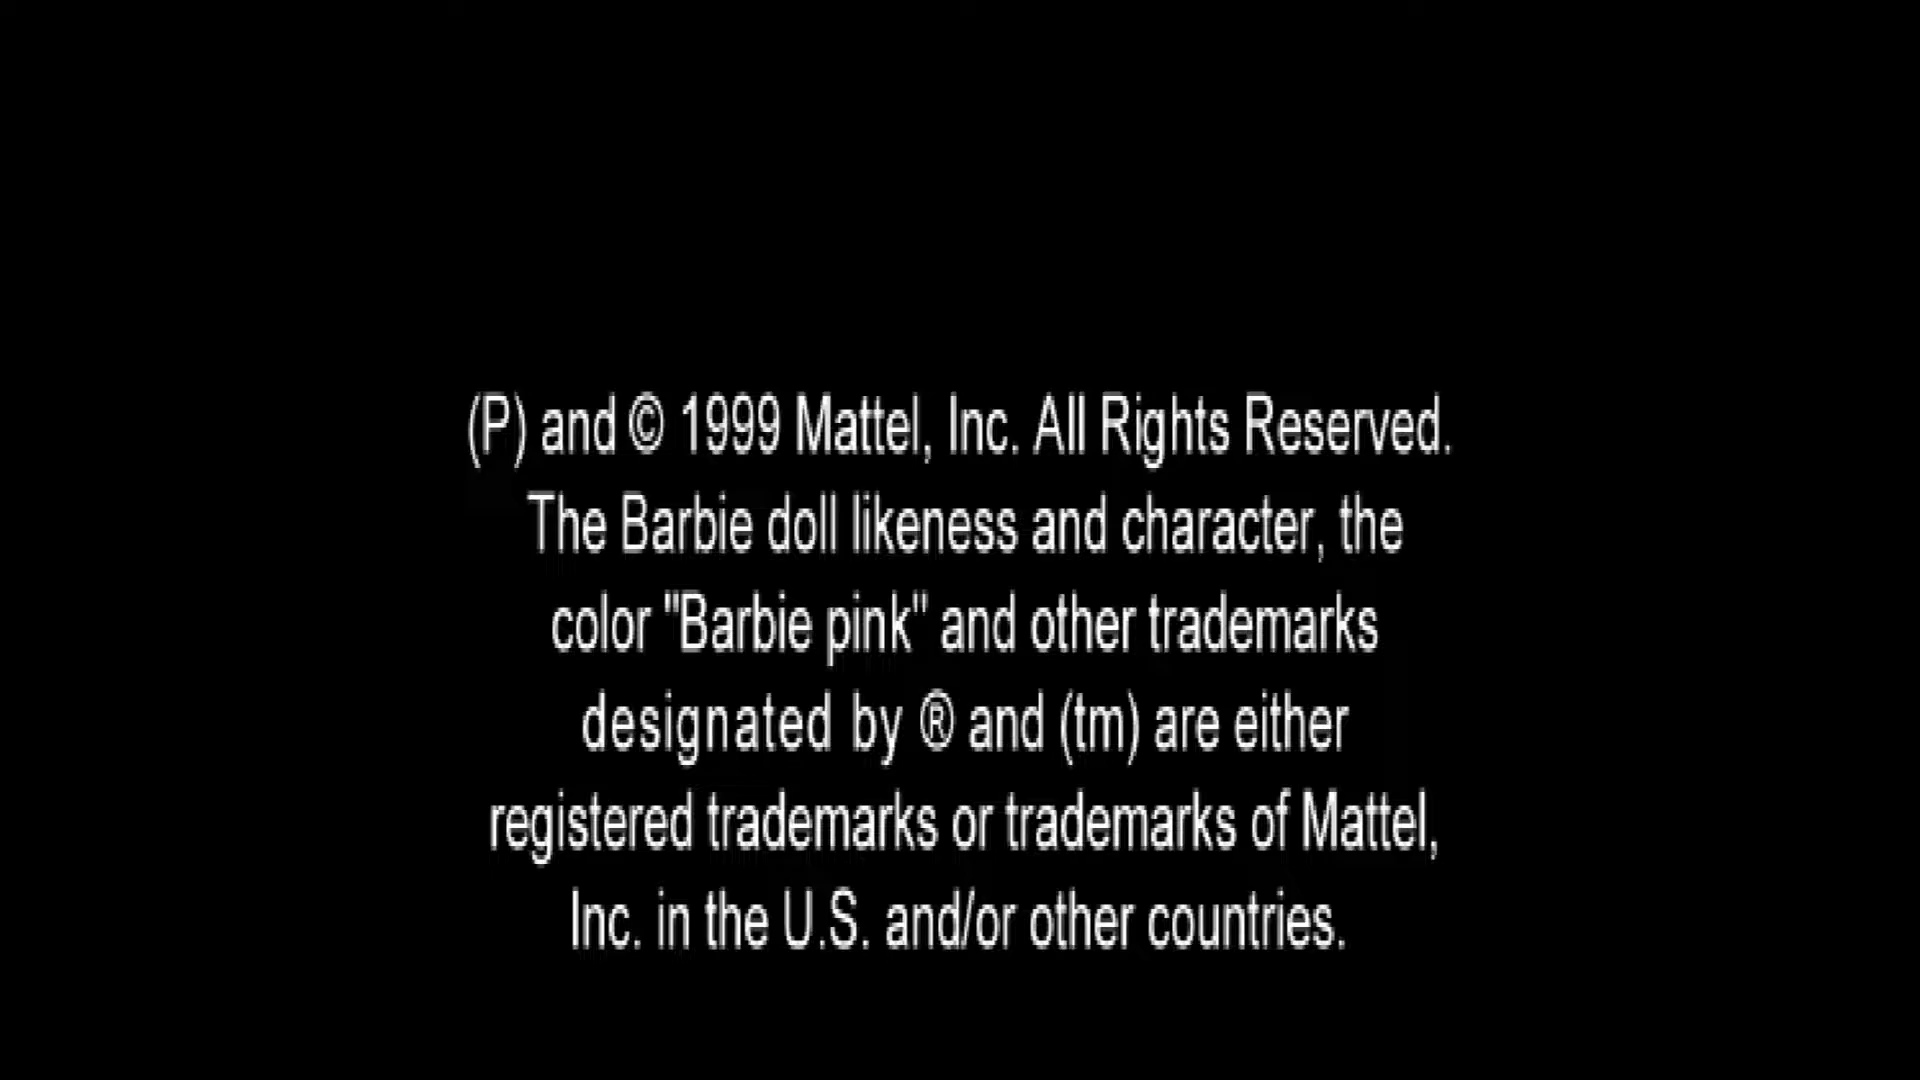 (P) and © 1999 Mattel, Inc. All Rights Reserved.
The Barbie doll likeness and character, the
color "Barbie pink" and other trademarks
designated by ® and (tm) are either
registered trademarks or trademarks of Mattel,
Inc. in the U.S. and/or other countries.